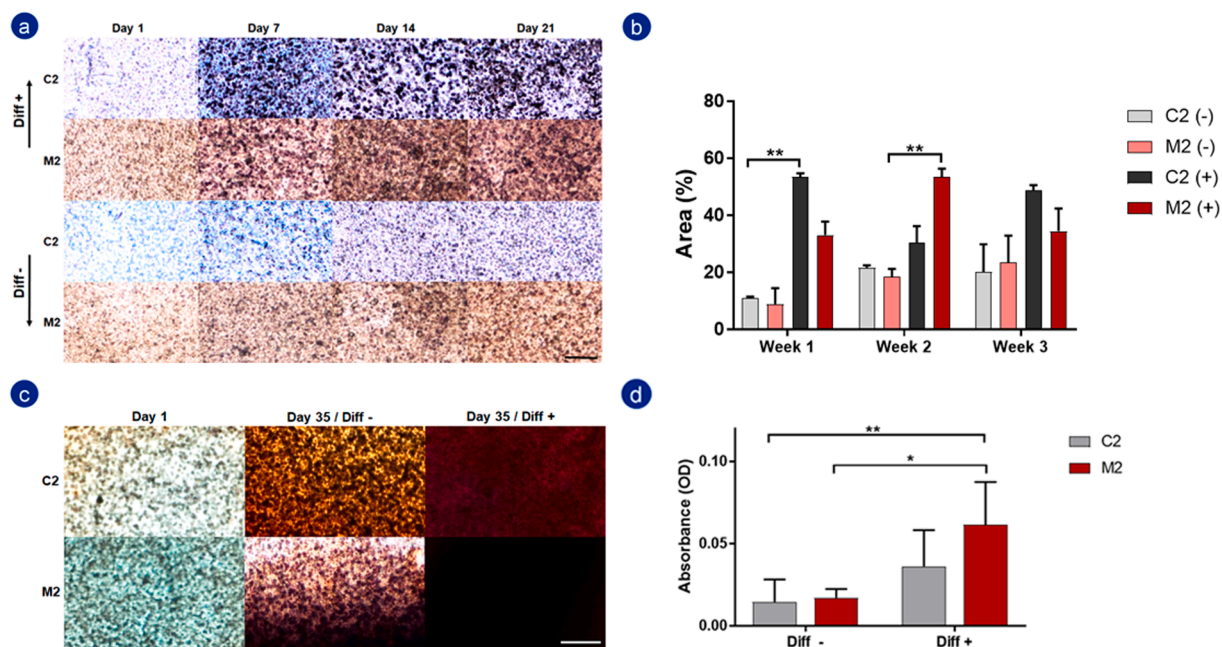 a
Day 1 Day 7 Day 14 Day 21
Diff +
C2
M2
Diff -
C2
M2
b
Area (%)
80
60
40
20
0
** **
Week 1 Week 2 Week 3
C2 (-)
M2 (-)
C2 (+)
M2 (+)
c
Day 1 Day 35 / Diff - Day 35 / Diff +
C2
M2
d
Absorbance (OD)
0.10
0.05
0.00
**
*
Diff - Diff +
C2
M2